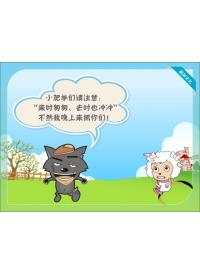 小肥羊们请注意：
“来时匆匆、去时也冲冲”
不然我晚上来抓你们！